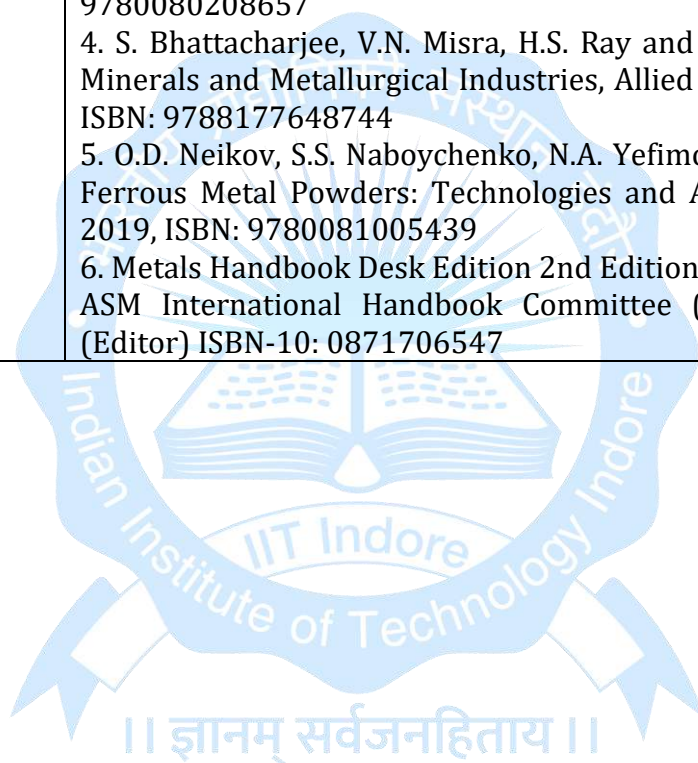 9780080208657
4. S. Bhattacharjee, V.N. Misra, H.S. Ray and
Minerals and Metallurgical Industries, Allied
ISBN: 9788177648744
5. O.D. Neikov, S.S. Naboychenko, N.A. Yefimo
Ferrous Metal Powders: Technologies and A
2019, ISBN: 9780081005439
6. Metals Handbook Desk Edition 2nd Edition
ASM International Handbook Committee (
(Editor) ISBN-10: 0871706547
भारतीय प्रौद्योगिकी संस्थान इंदौर
Indian Institute of Technology Indore
IIT Indore
।। ज्ञानम् सर्वजनहिताय ।।